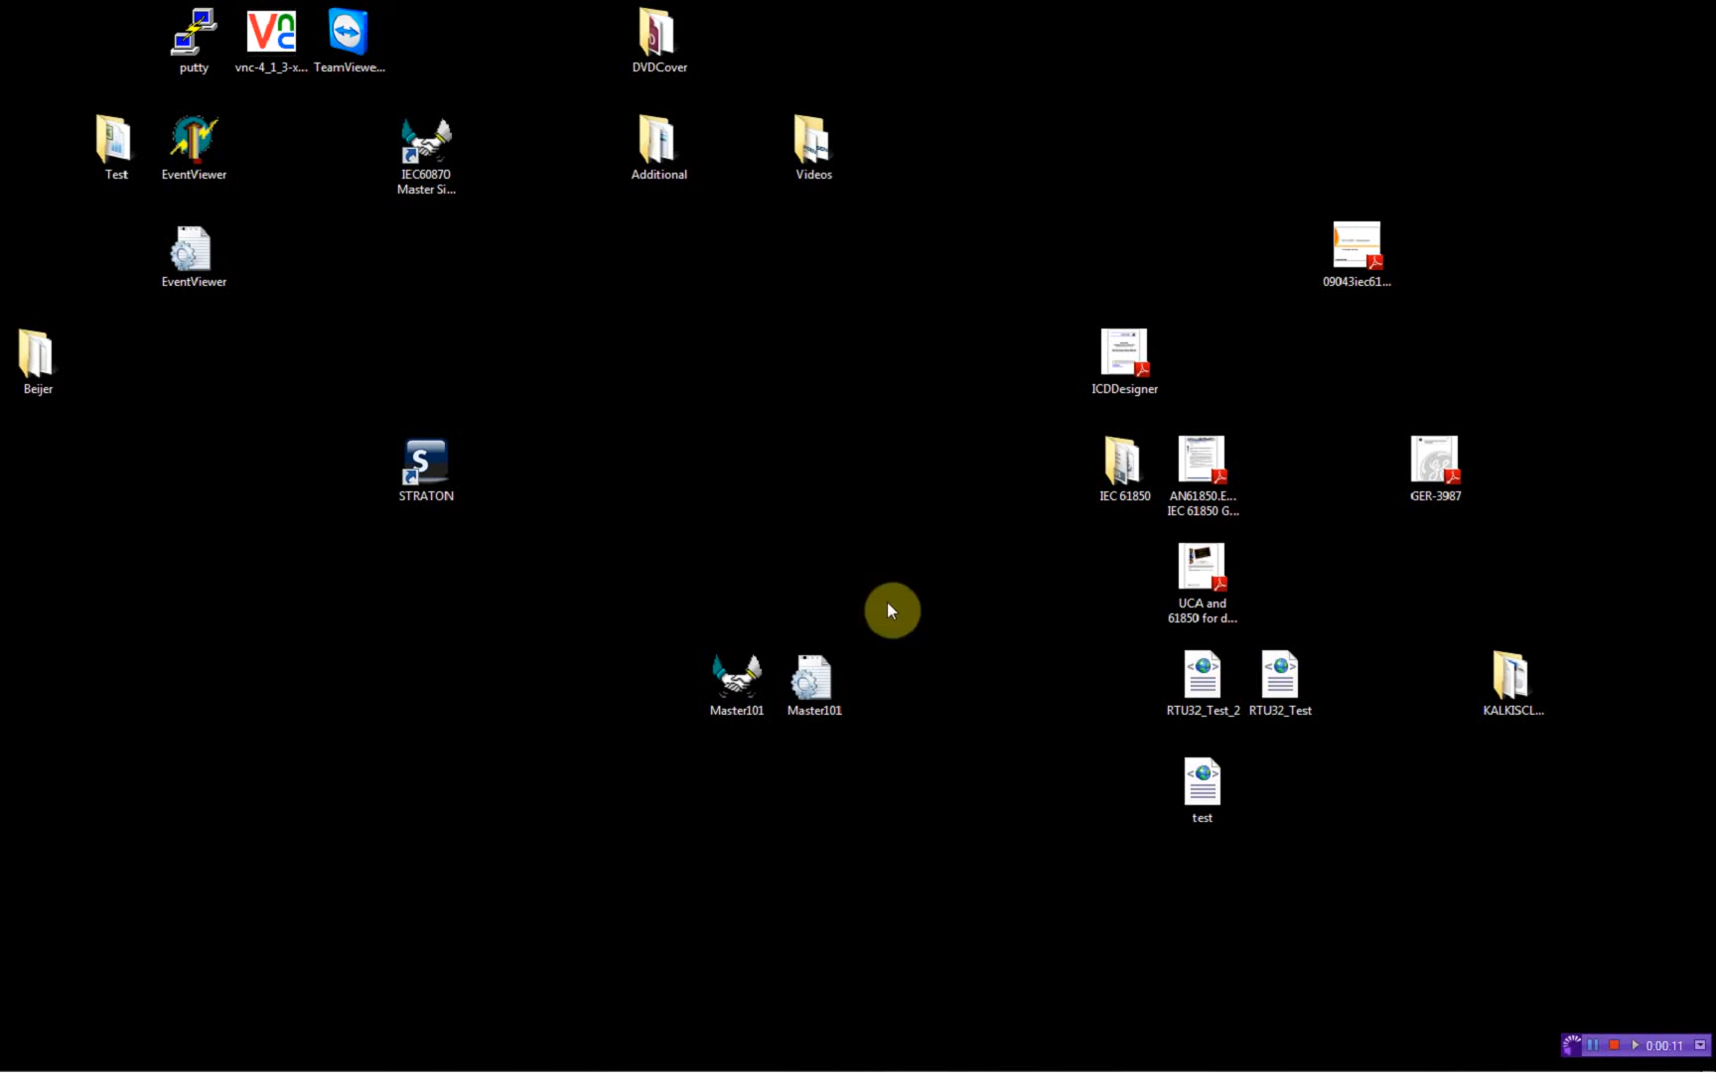 putty
vnc-4_1_3-x...
TeamViewe...
DVDCover
Test
EventViewer
IEC60870
Master Si...
Additional
Videos
EventViewer
09043iec61...
Beijer
ICDDesigner
S
STRATON
IEC 61850
AN61850.E...
IEC 61850 G...
GER-3987
UCA and
61850 for d...
Master101
Master101
RTU32_Test_2
RTU32_Test
KALKISCL...
test
0:00:11